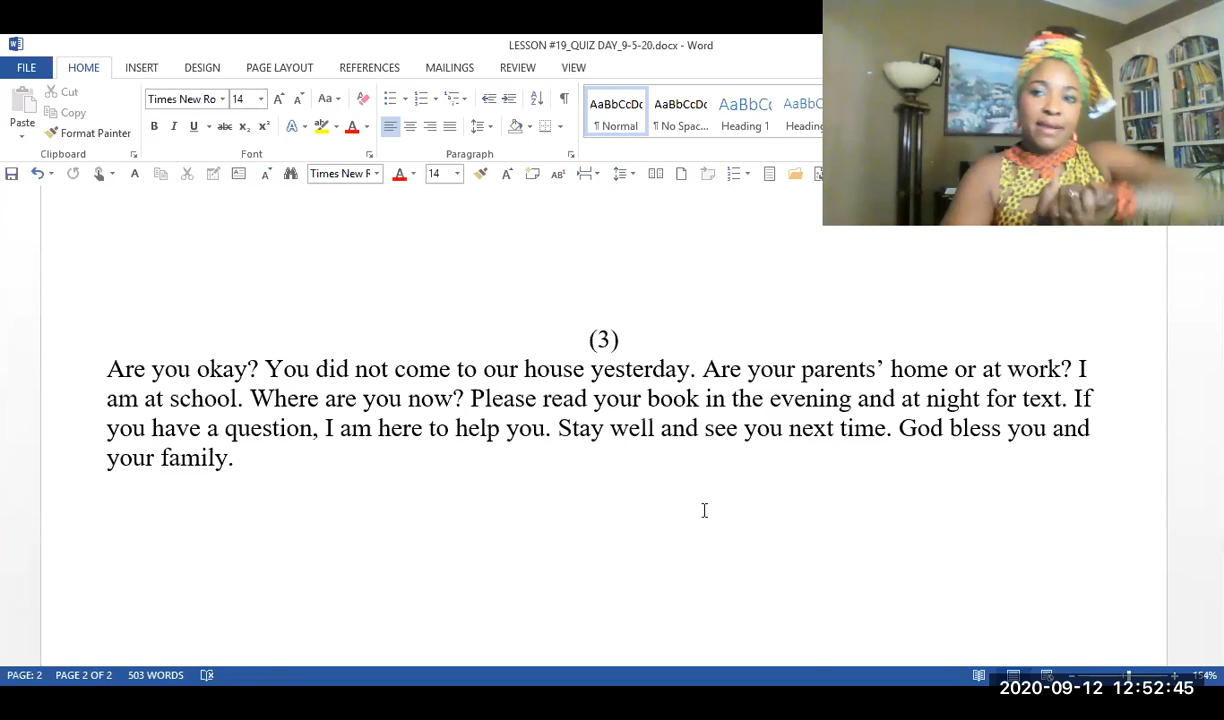 LESSON #19_QUIZ DAY_9-5-20.docx - Word
FILE HOME INSERT DESIGN PAGE LAYOUT REFERENCES MAILINGS REVIEW VIEW
Paste
Cut
Copy
Format Painter
Times New Ro 14
AaBbCcDc AaBbCcDc AaBbCc AaBbCcD
¶ Normal ¶ No Spac... Heading 1 Heading
Clipboard Font Paragraph
Times New R 14
(3)
Are you okay? You did not come to our house yesterday. Are your parents’ home or at work? I
am at school. Where are you now? Please read your book in the evening and at night for text. If
you have a question, I am here to help you. Stay well and see you next time. God bless you and
your family.
PAGE: 2 PAGE 2 OF 2 503 WORDS 154%
2020-09-12 12:52:45